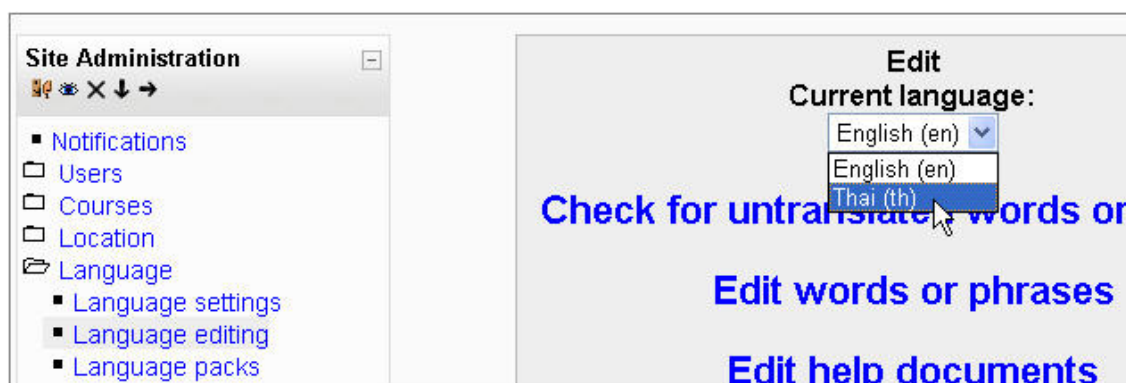 Site Administration
Notifications
Users
Courses
Location
Language
Language settings
Language editing
Language packs
Edit
Current language:
English (en)
English (en)
Thai (th)
Check for words or
Edit words or phrases
Edit help documents